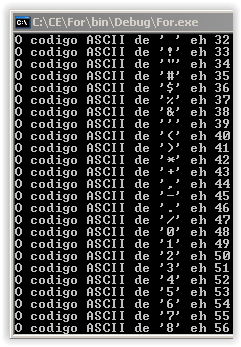 C:\CE\For\bin\Debug\For.exe
O codigo ASCII de ' ' eh 32
O codigo ASCII de '!' eh 33
O codigo ASCII de '"' eh 34
O codigo ASCII de '#' eh 35
O codigo ASCII de '$' eh 36
O codigo ASCII de '%' eh 37
O codigo ASCII de '&' eh 38
O codigo ASCII de ''' eh 39
O codigo ASCII de '(' eh 40
O codigo ASCII de ')' eh 41
O codigo ASCII de '*' eh 42
O codigo ASCII de '+' eh 43
O codigo ASCII de ',' eh 44
O codigo ASCII de '-' eh 45
O codigo ASCII de '.' eh 46
O codigo ASCII de '/' eh 47
O codigo ASCII de '0' eh 48
O codigo ASCII de '1' eh 49
O codigo ASCII de '2' eh 50
O codigo ASCII de '3' eh 51
O codigo ASCII de '4' eh 52
O codigo ASCII de '5' eh 53
O codigo ASCII de '6' eh 54
O codigo ASCII de '7' eh 55
O codigo ASCII de '8' eh 56